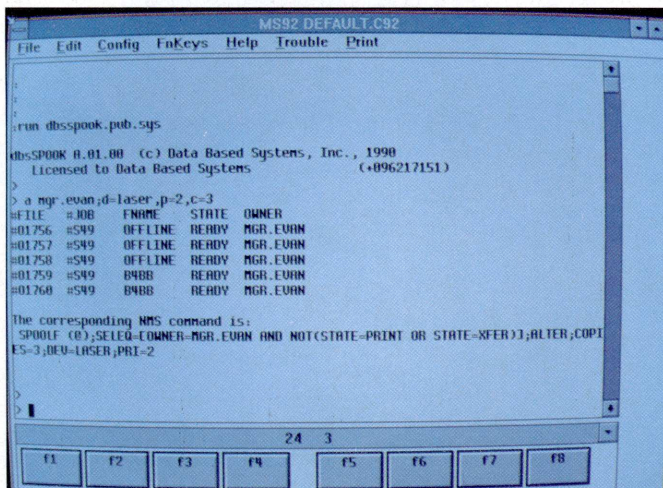 MS92 DEFAULT.C92
File Edit Config FnKeys Help Trouble Print
:
:
:
:run dbsspook.pub.sys
dbsSPOOK A.01.00 (c) Data Based Systems, Inc., 1990
Licensed to Data Based Systems (+096217151)
>
> a mgr.evan;d=laser,p=2,c=3
#FILE #JOB FNAME STATE OWNER
#O1756 #S49 OFFLINE READY MGR.EVAN
#O1757 #S49 OFFLINE READY MGR.EVAN
#O1758 #S49 OFFLINE READY MGR.EVAN
#O1759 #S49 B4BB READY MGR.EVAN
#O1760 #S49 B4BB READY MGR.EVAN
The corresponding NMS command is:
SPOOLF (@);SELEQ=[OWNER=MGR.EVAN AND NOT(STATE=PRINT OR STATE=XFER)];ALTER;COPI
ES=3;DEV=LASER;PRI=2
>
>
24 3
f1 f2 f3 f4 f5 f6 f7 f8